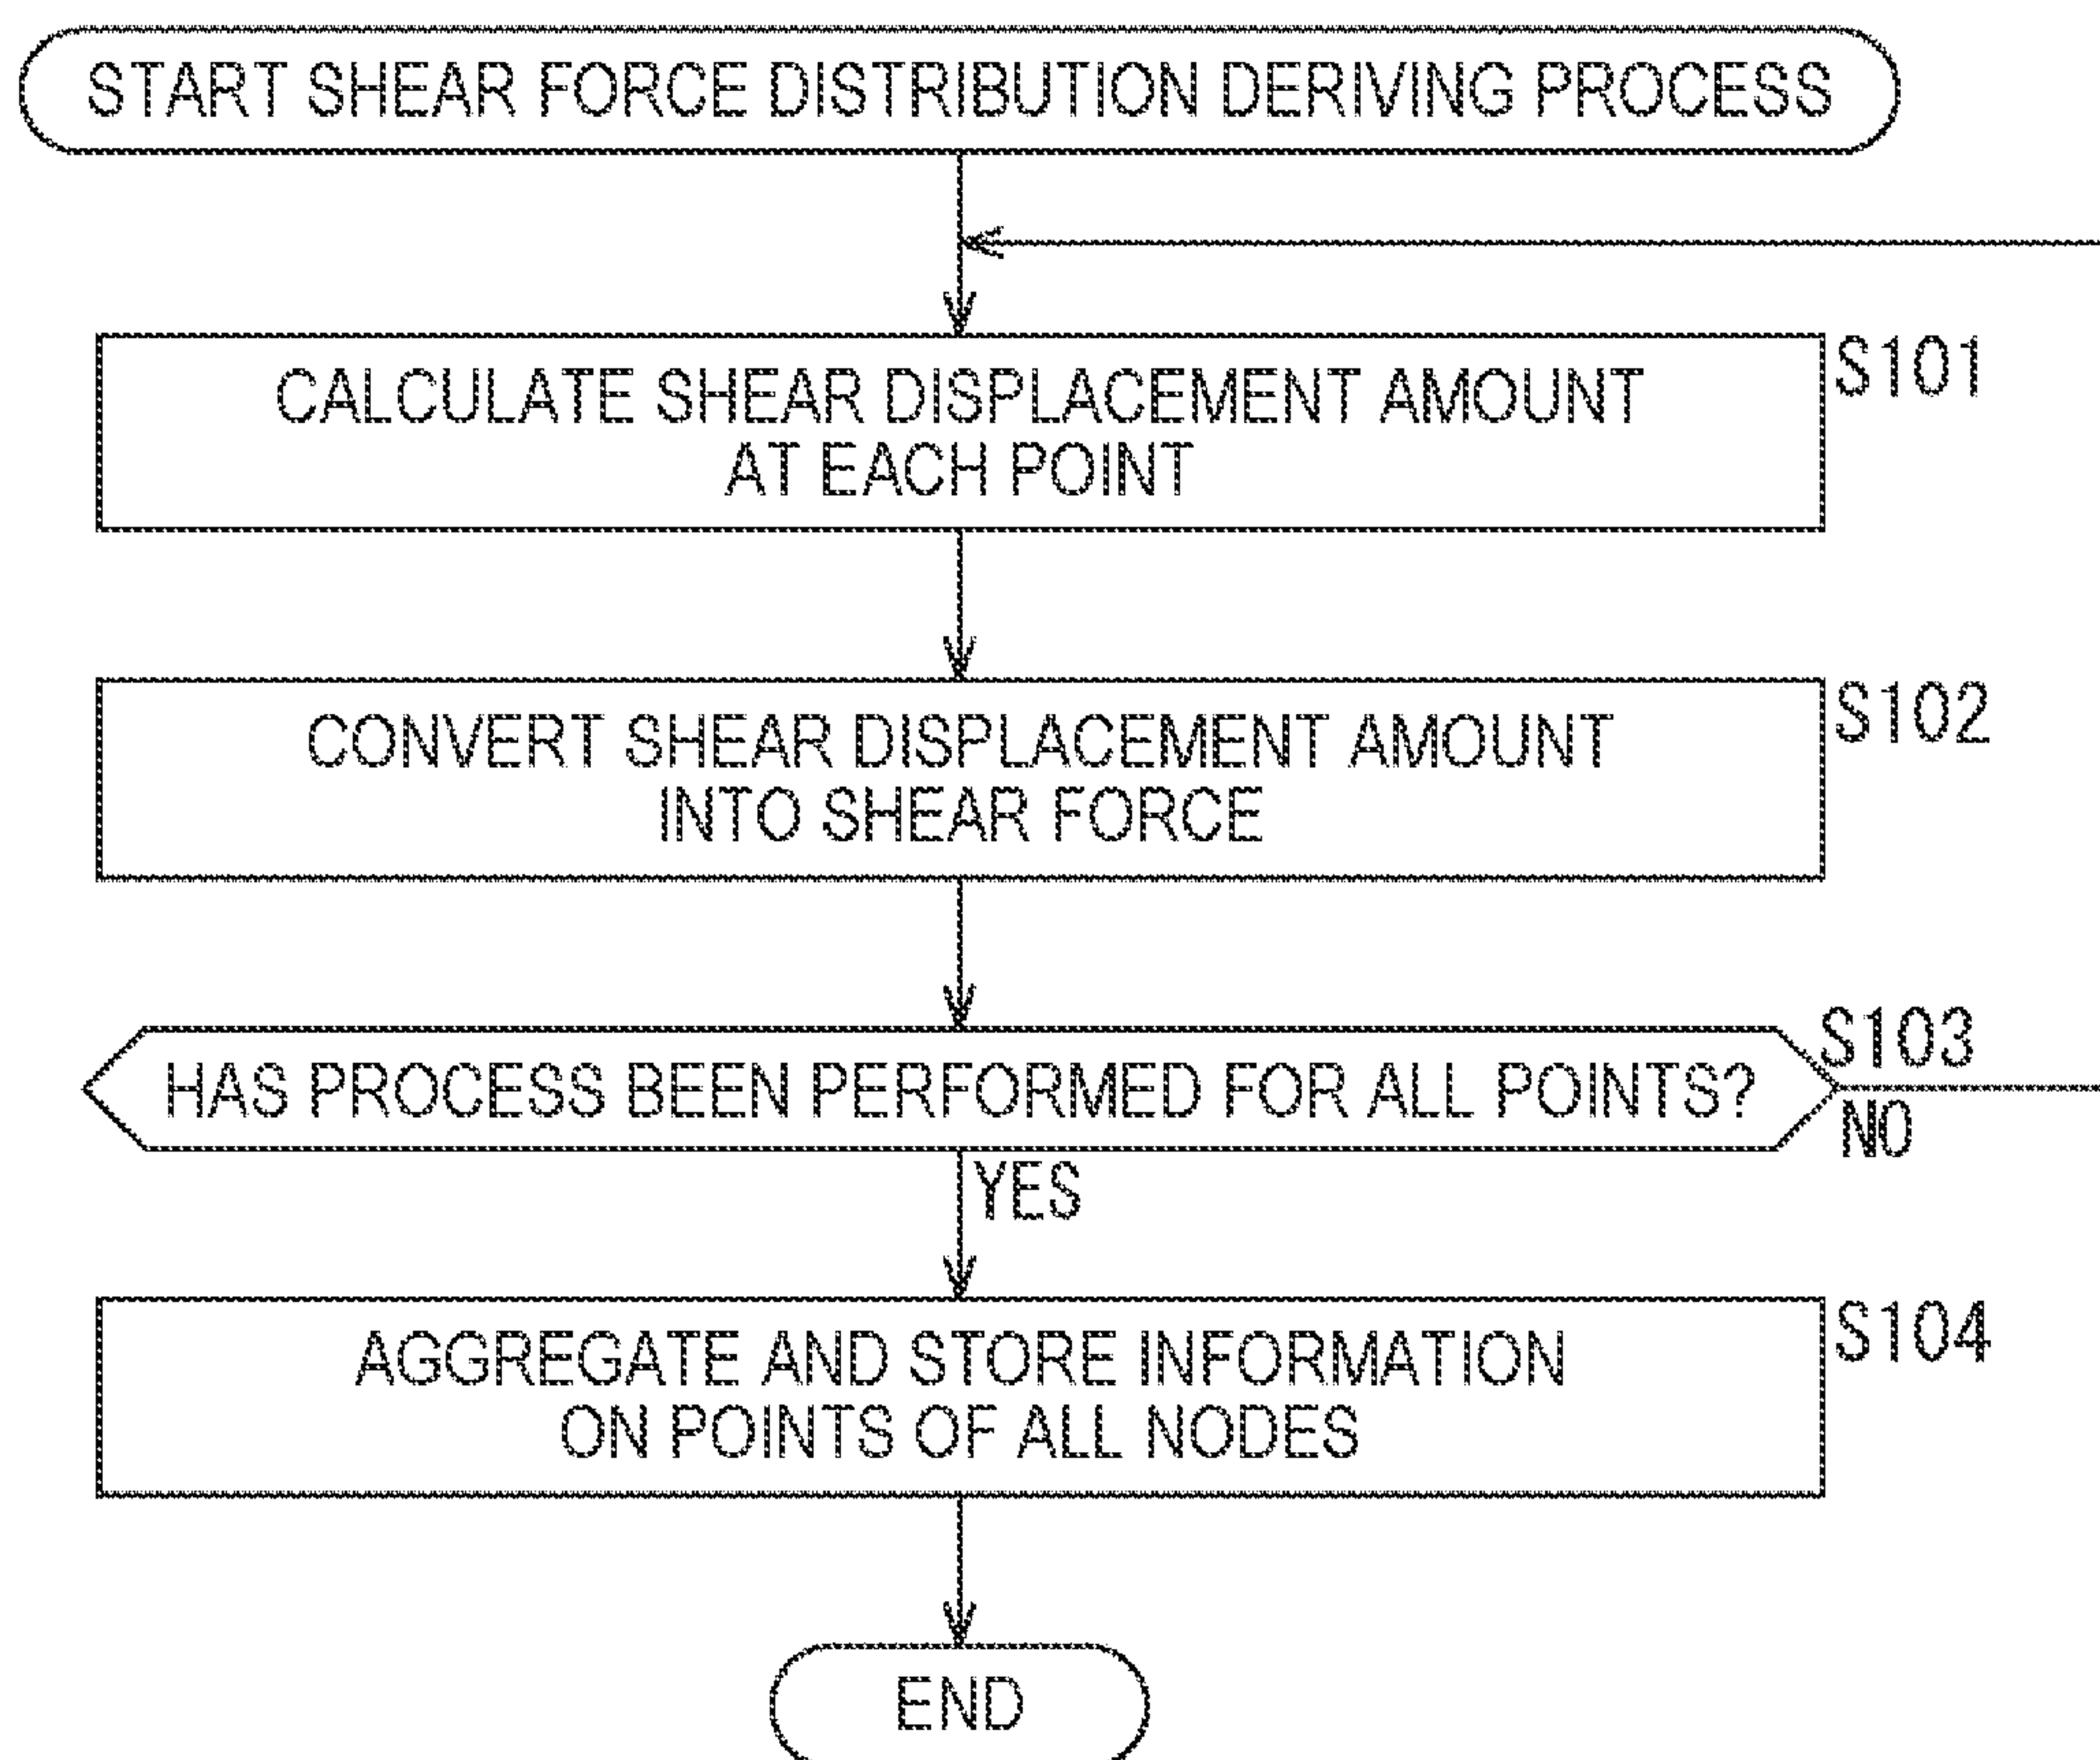 START SHEAR FORCE DISTRIBUTION DERIVING PROCESS
CALCULATE SHEAR DISPLACEMENT AMOUNT
AT EACH POINT
S101
CONVERT SHEAR DISPLACEMENT AMOUNT
INTO SHEAR FORCE
S102
HAS PROCESS BEEN PERFORMED FOR ALL POINTS?
S103
NO
YES
AGGREGATE AND STORE INFORMATION
ON POINTS OF ALL NODES
S104
END